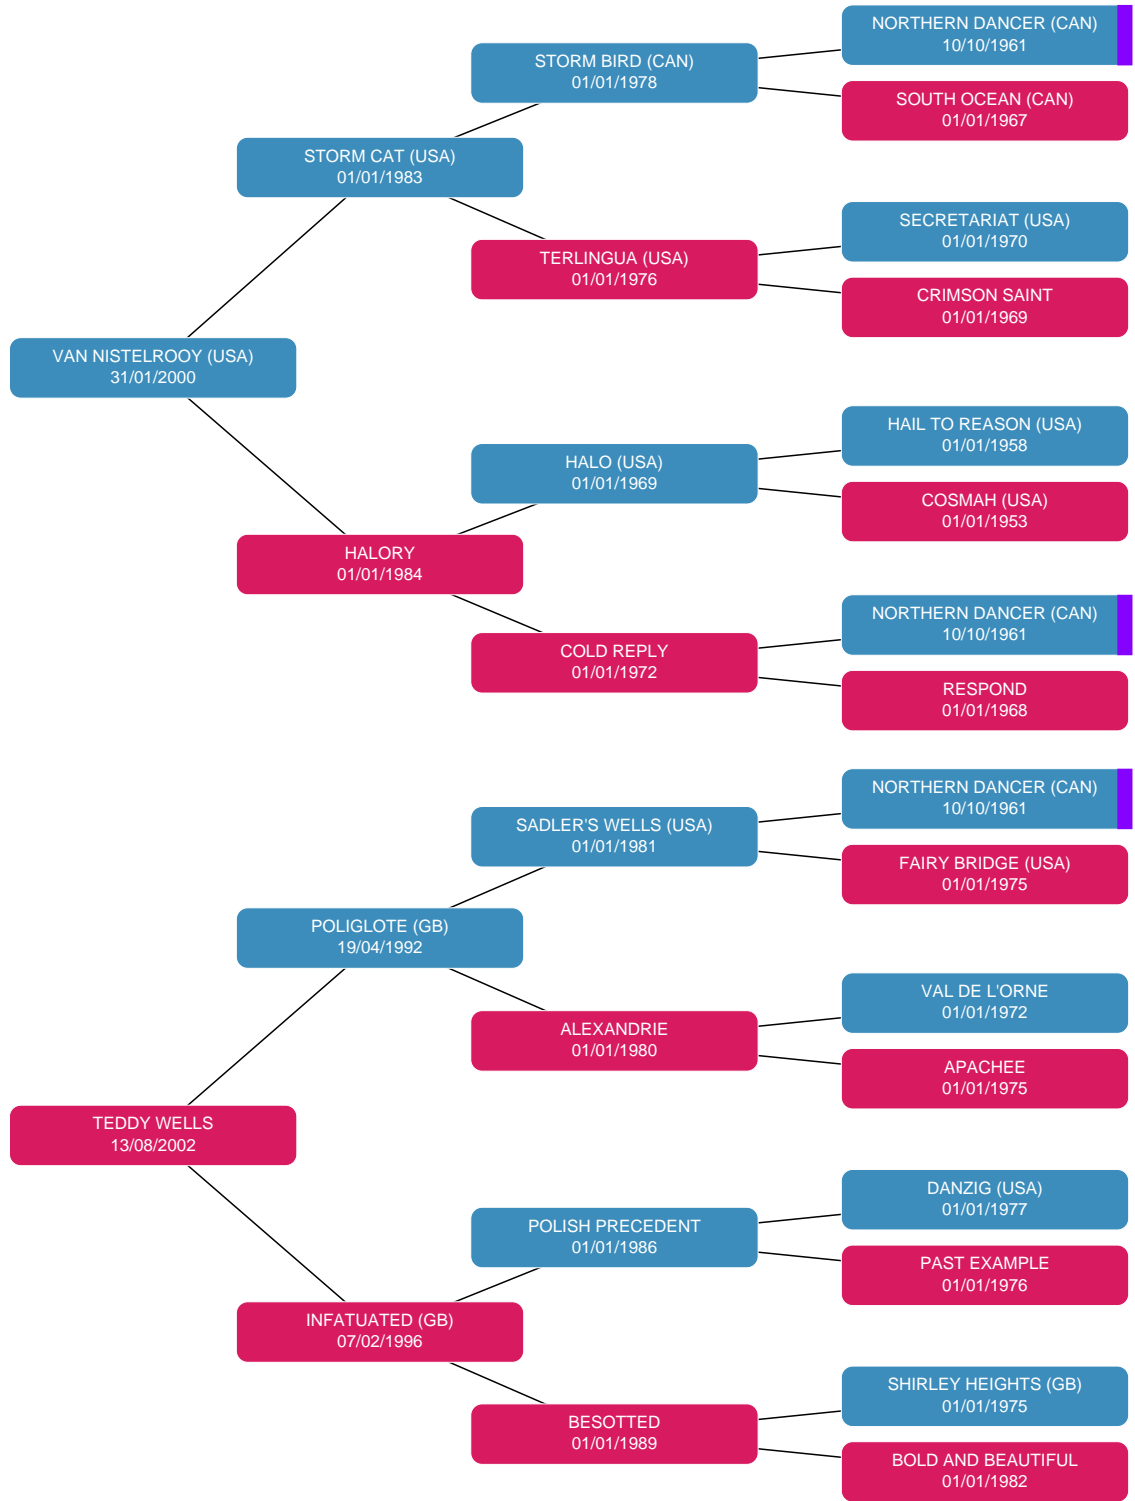 NORTHERN DANCER (CAN)
10/10/1961
STORM BIRD (CAN)
01/01/1978
SOUTH OCEAN (CAN)
01/01/1967
STORM CAT (USA)
01/01/1983
SECRETARIAT (USA)
01/01/1970
TERLINGUA (USA)
01/01/1976
CRIMSON SAINT
01/01/1969
VAN NISTELROOY (USA)
31/01/2000
HAIL TO REASON (USA)
01/01/1958
HALO (USA)
01/01/1969
COSMAH (USA)
01/01/1953
HALORY
01/01/1984
NORTHERN DANCER (CAN)
10/10/1961
COLD REPLY
01/01/1972
RESPOND
01/01/1968
NORTHERN DANCER (CAN)
10/10/1961
SADLER'S WELLS (USA)
01/01/1981
FAIRY BRIDGE (USA)
01/01/1975
POLIGLOTE (GB)
19/04/1992
VAL DE L'ORNE
01/01/1972
ALEXANDRIE
01/01/1980
APACHEE
01/01/1975
TEDDY WELLS
13/08/2002
DANZIG (USA)
01/01/1977
POLISH PRECEDENT
01/01/1986
PAST EXAMPLE
01/01/1976
INFATUATED (GB)
07/02/1996
SHIRLEY HEIGHTS (GB)
01/01/1975
BESOTTED
01/01/1989
BOLD AND BEAUTIFUL
01/01/1982